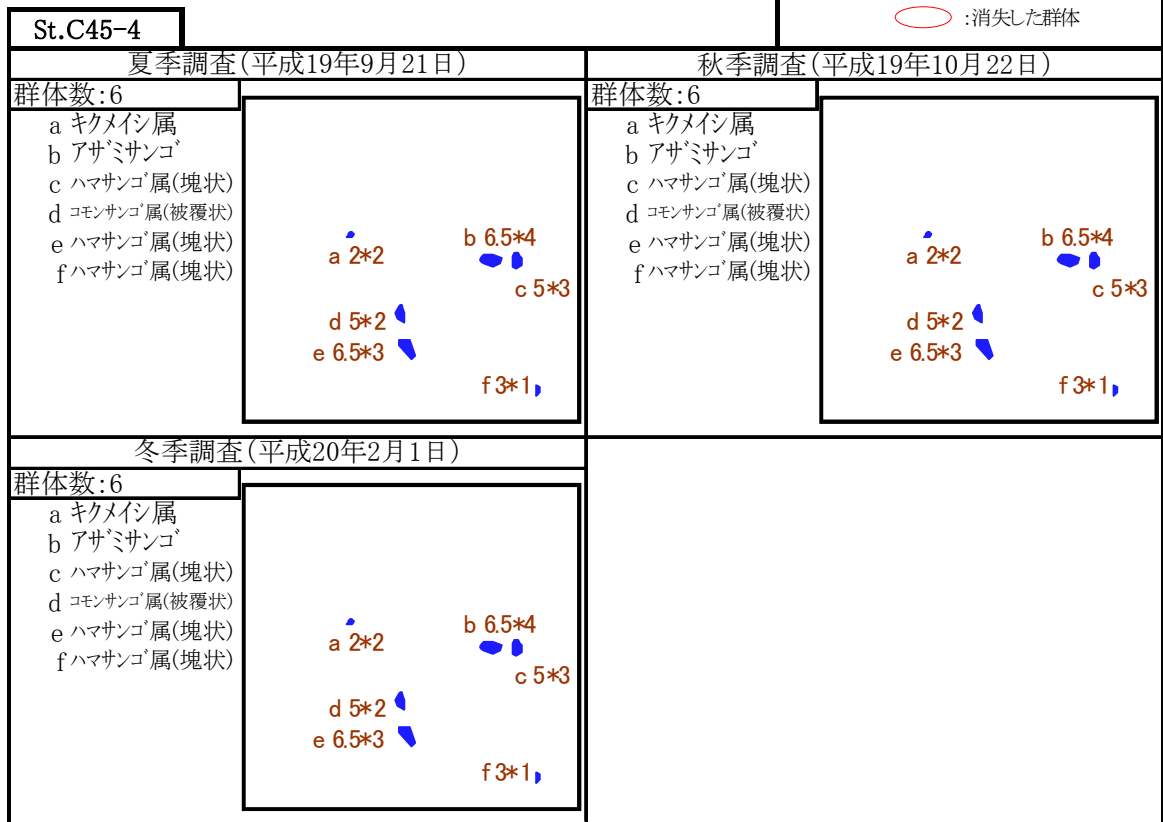 St.C45-4
:消失した群体
夏季調査(平成19年9月21日)
群体数:6
a キクメイシ属
b アザミサンゴ
c ハマサンゴ属(塊状)
d コモンサンゴ属(被覆状)
e ハマサンゴ属(塊状)
f ハマサンゴ属(塊状)
a 2*2
b 6.5*4
c 5*3
d 5*2
e 6.5*3
f 3*1
秋季調査(平成19年10月22日)
群体数:6
a キクメイシ属
b アザミサンゴ
c ハマサンゴ属(塊状)
d コモンサンゴ属(被覆状)
e ハマサンゴ属(塊状)
f ハマサンゴ属(塊状)
a 2*2
b 6.5*4
c 5*3
d 5*2
e 6.5*3
f 3*1
冬季調査(平成20年2月1日)
群体数:6
a キクメイシ属
b アザミサンゴ
c ハマサンゴ属(塊状)
d コモンサンゴ属(被覆状)
e ハマサンゴ属(塊状)
f ハマサンゴ属(塊状)
a 2*2
b 6.5*4
c 5*3
d 5*2
e 6.5*3
f 3*1